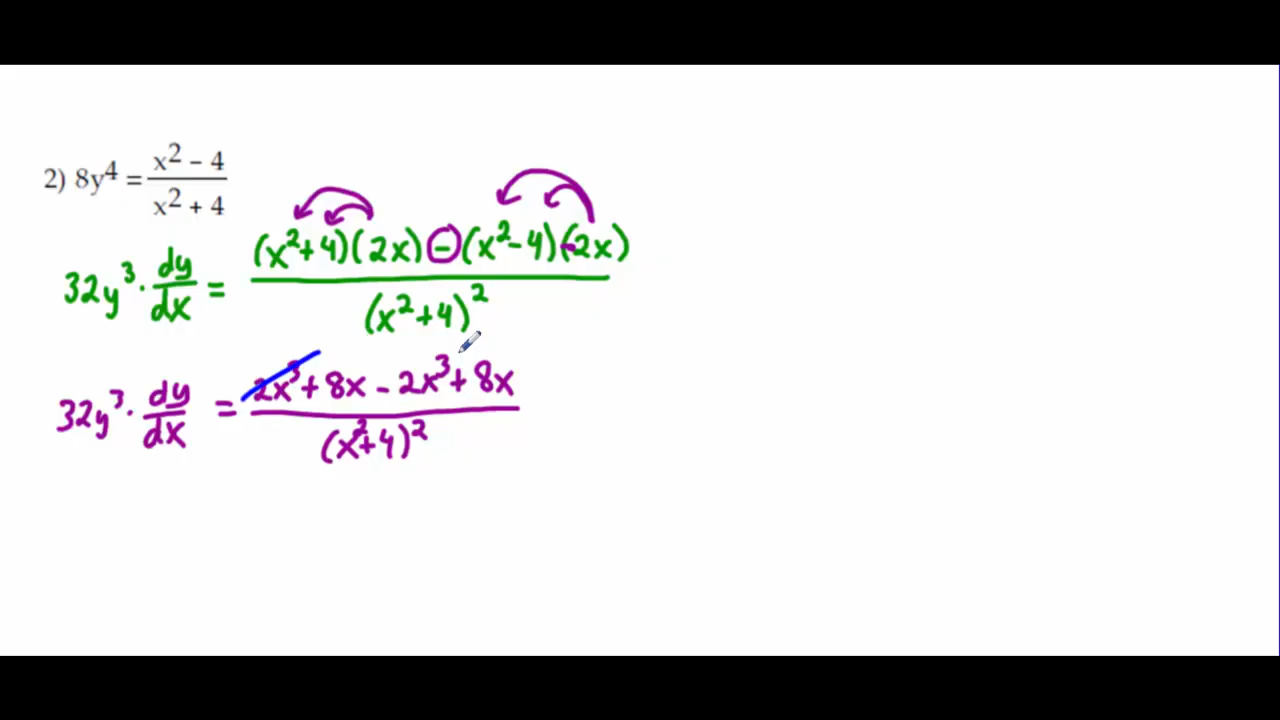 2) 8y⁴ = (x² − 4)/(x² + 4)
32y³ · dy/dx = ((x² + 4)(2x) − (x² − 4)(-2x))/(x² + 4)²
32y³ · dy/dx = (2x³ + 8x − 2x³ + 8x)/(x² + 4)²